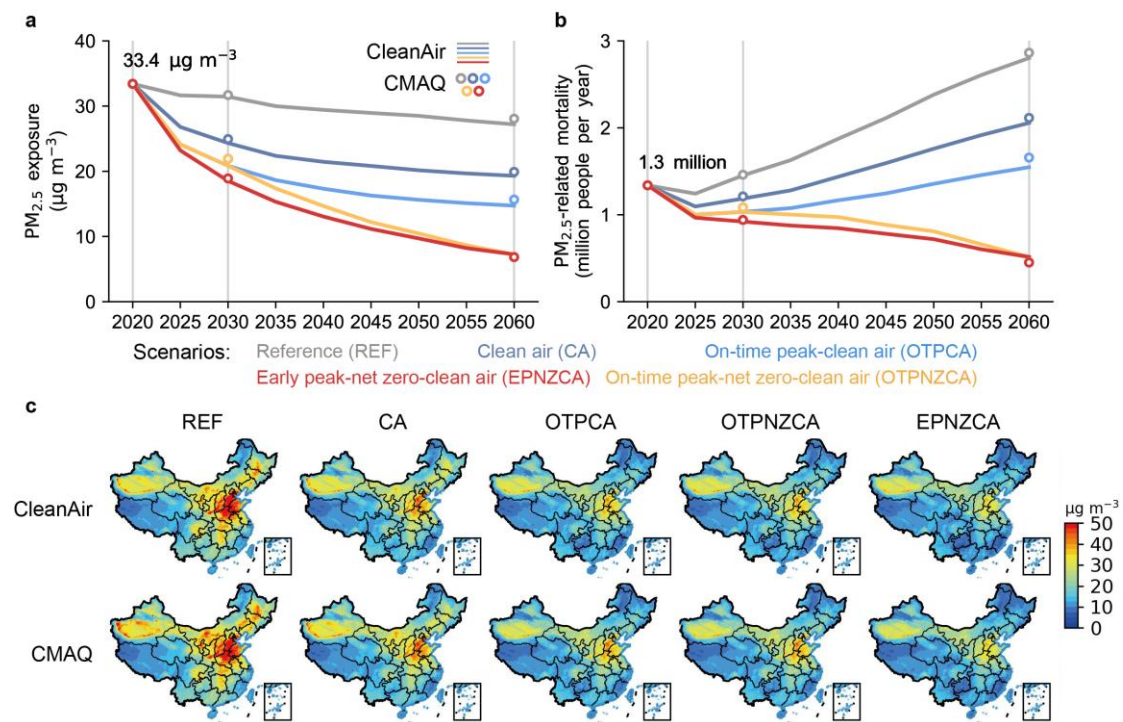 a
PM2.5 exposure
(µg m−3)
40
30
20
10
0
33.4 µg m−3
CleanAir
CMAQ
2020 2025 2030 2035 2040 2045 2050 2055 2060
b
PM2.5-related mortality
(million people per year)
3
2
1
0
1.3 million
2020 2025 2030 2035 2040 2045 2050 2055 2060
Scenarios: Reference (REF) Clean air (CA) On-time peak-clean air (OTPCA)
Early peak-net zero-clean air (EPNZCA) On-time peak-net zero-clean air (OTPNZCA)
c
REF CA OTPCA OTPNZCA EPNZCA
CleanAir
CMAQ
µg m−3
50
40
30
20
10
0